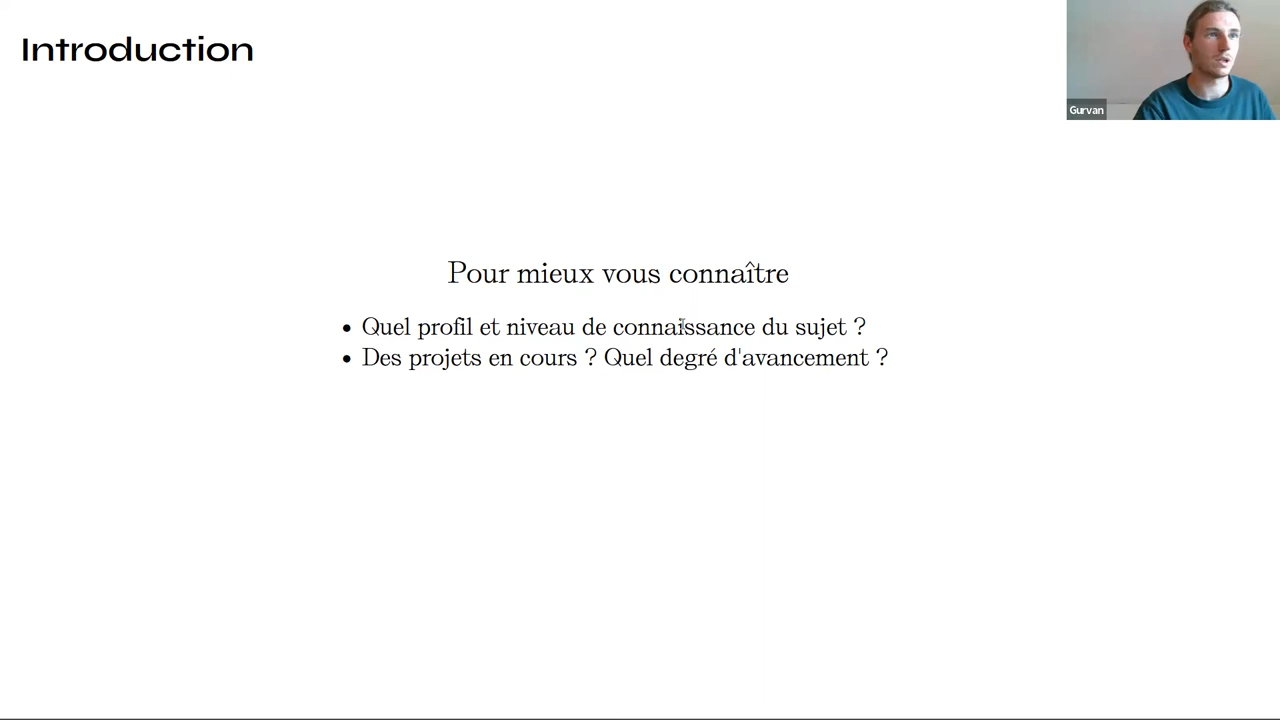 Introduction
Gurvan
Pour mieux vous connaître
• Quel profil et niveau de connaissance du sujet ?
• Des projets en cours ? Quel degré d'avancement ?